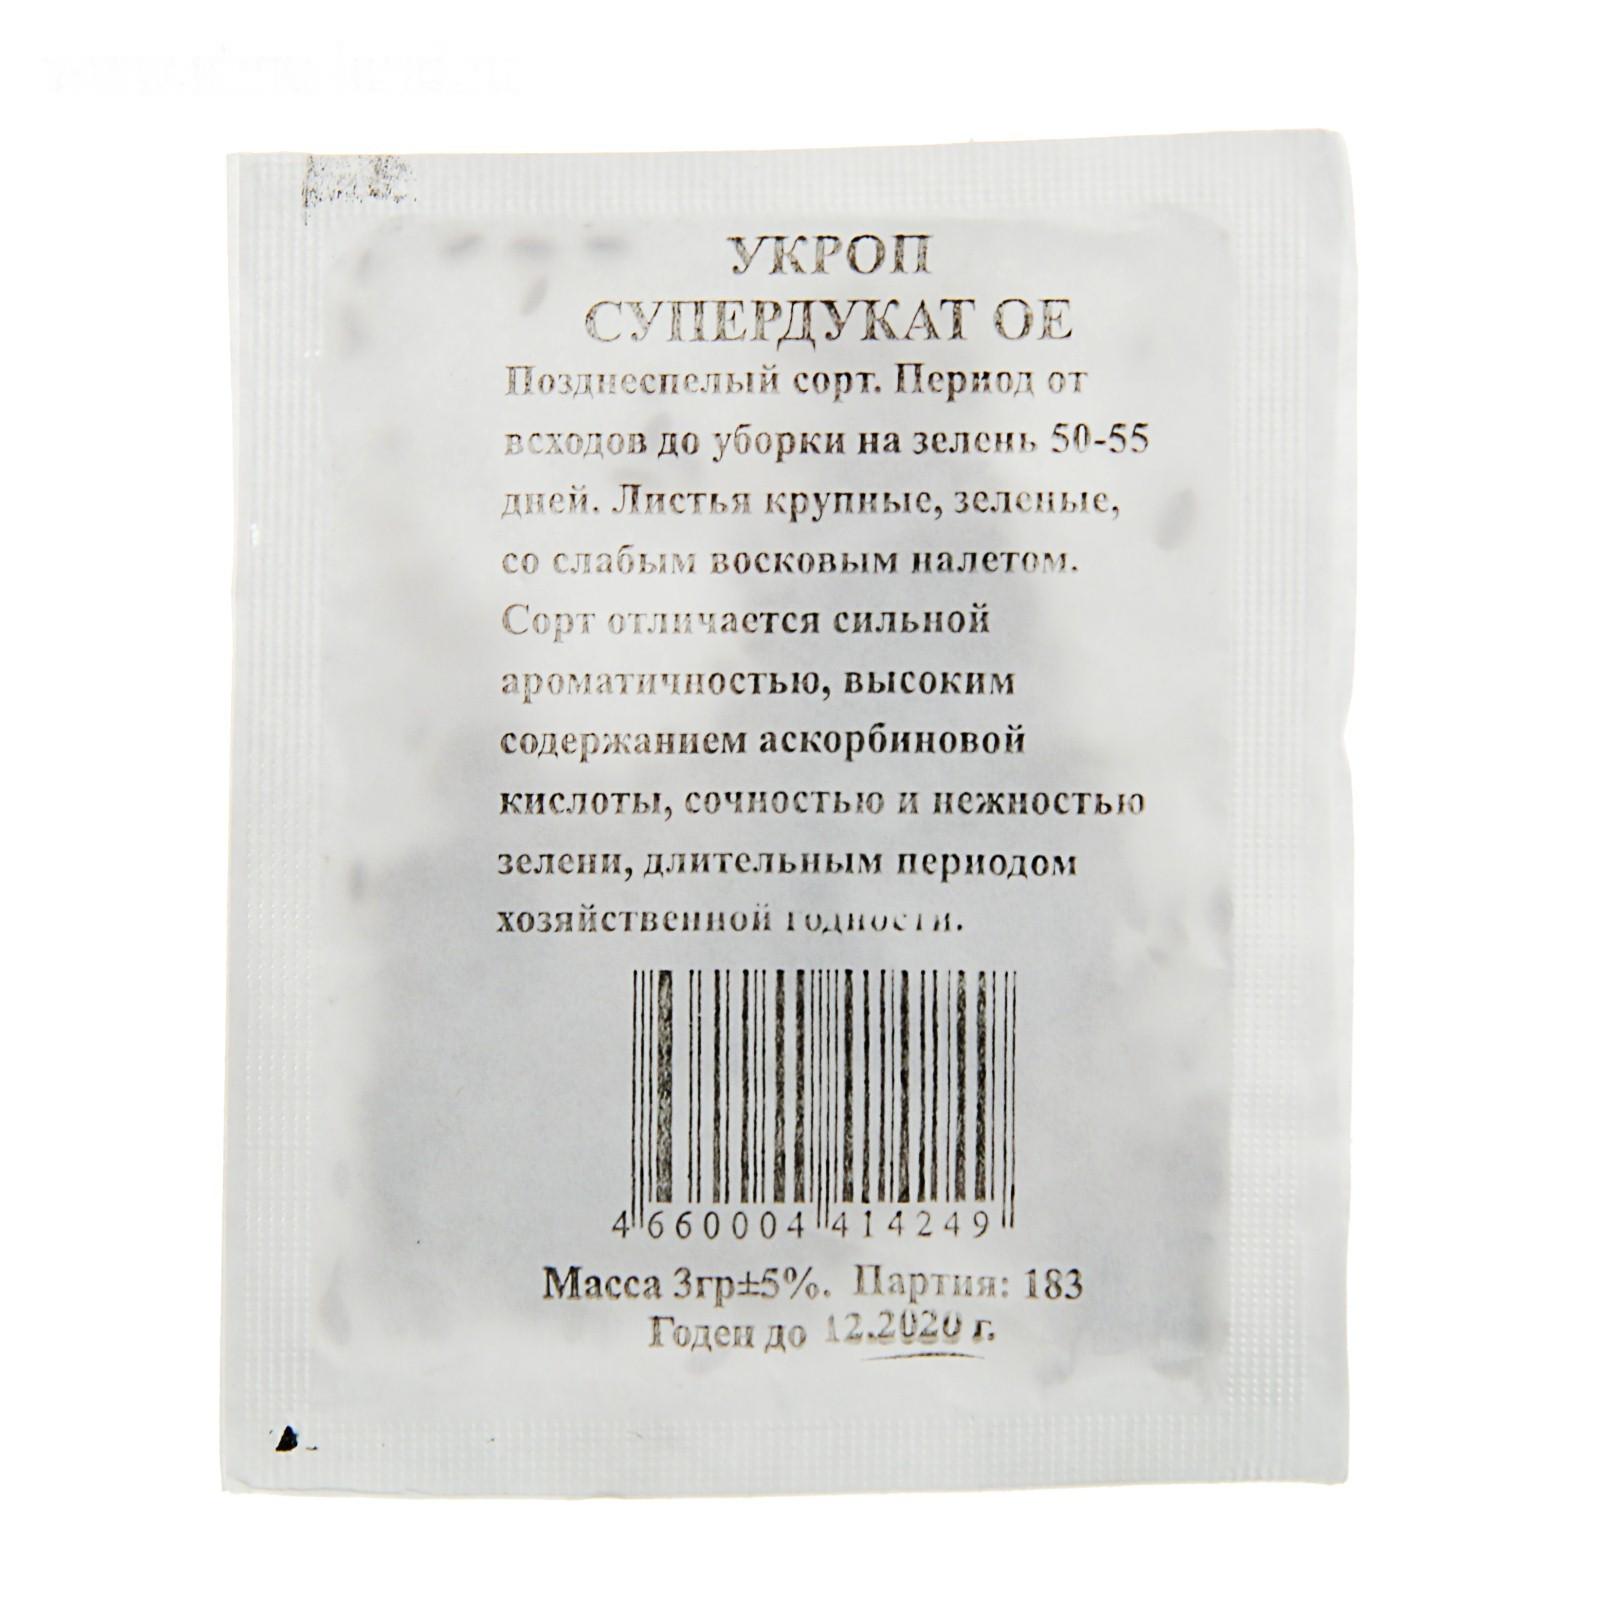 УКРОП
СУПЕРДУКАТ ОЕ
Позднеспелый сорт. Период от
всходов до уборки на зелень 50-55
дней. Листья крупные, зеленые,
со слабым восковым налетом.
Сорт отличается сильной
ароматичностью, высоким
содержанием аскорбиновой
кислоты, сочностью и нежностью
зелени, длительным периодом
хозяйственной годности.
4 660004 414249
Масса 3гр±5%. Партия: 183
Годен до 12.2020 г.